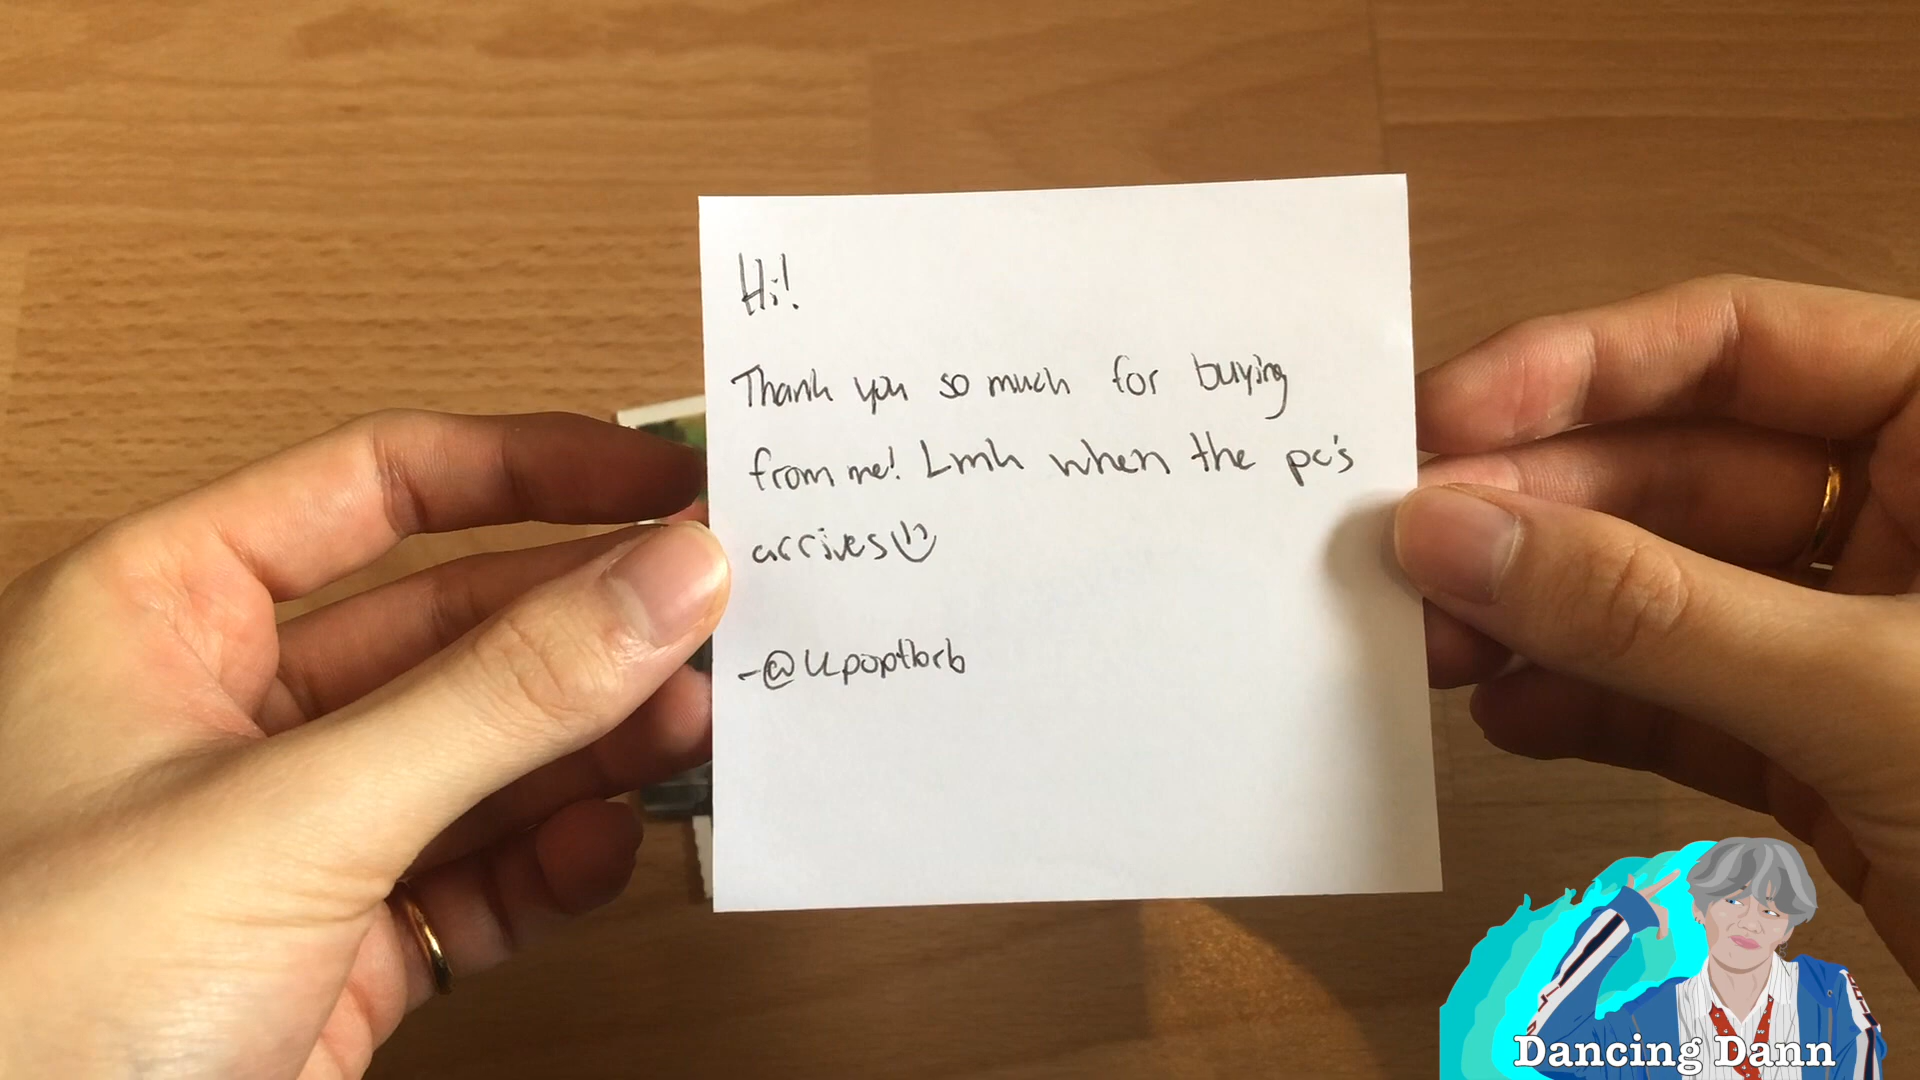 Hi!
Thank you so much for buying
from me! Lmk when the pc's
arrives
Dancing Dann